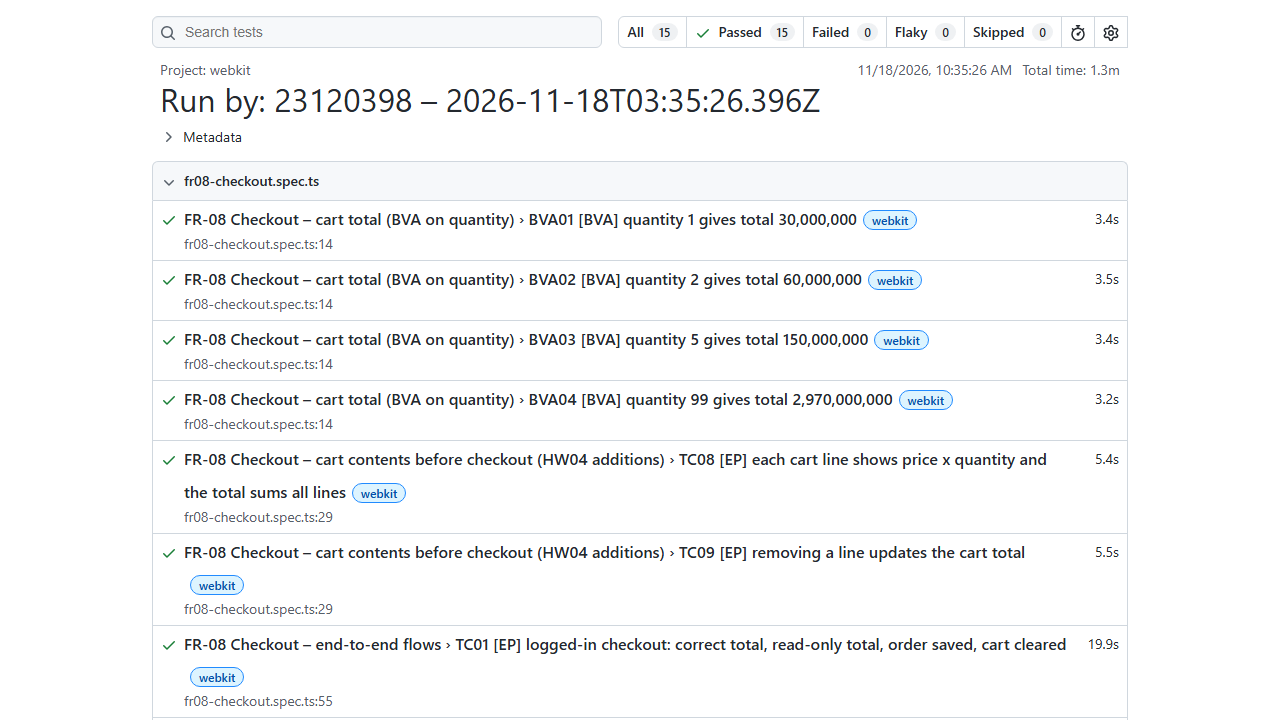 Search tests
All 15 Passed 15 Failed 0 Flaky 0 Skipped 0
Project: webkit 11/18/2026, 10:35:26 AM Total time: 1.3m
Run by: 23120398 – 2026-11-18T03:35:26.396Z
Metadata
fr08-checkout.spec.ts
FR-08 Checkout – cart total (BVA on quantity) › BVA01 [BVA] quantity 1 gives total 30,000,000 webkit 3.4s
fr08-checkout.spec.ts:14
FR-08 Checkout – cart total (BVA on quantity) › BVA02 [BVA] quantity 2 gives total 60,000,000 webkit 3.5s
fr08-checkout.spec.ts:14
FR-08 Checkout – cart total (BVA on quantity) › BVA03 [BVA] quantity 5 gives total 150,000,000 webkit 3.4s
fr08-checkout.spec.ts:14
FR-08 Checkout – cart total (BVA on quantity) › BVA04 [BVA] quantity 99 gives total 2,970,000,000 webkit 3.2s
fr08-checkout.spec.ts:14
FR-08 Checkout – cart contents before checkout (HW04 additions) › TC08 [EP] each cart line shows price x quantity and 5.4s
the total sums all lines webkit
fr08-checkout.spec.ts:29
FR-08 Checkout – cart contents before checkout (HW04 additions) › TC09 [EP] removing a line updates the cart total 5.5s
webkit
fr08-checkout.spec.ts:29
FR-08 Checkout – end-to-end flows › TC01 [EP] logged-in checkout: correct total, read-only total, order saved, cart cleared 19.9s
webkit
fr08-checkout.spec.ts:55